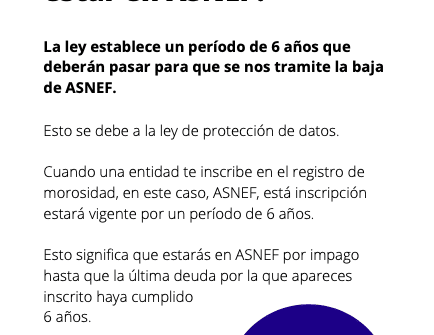 estar en ASNEF?
La ley establece un período de 6 años que
deberán pasar para que se nos tramite la baja
de ASNEF.
Esto se debe a la ley de protección de datos.
Cuando una entidad te inscribe en el registro de
morosidad, en este caso, ASNEF, está inscripción
estará vigente por un período de 6 años.
Esto significa que estarás en ASNEF por impago
hasta que la última deuda por la que apareces
inscrito haya cumplido
6 años.